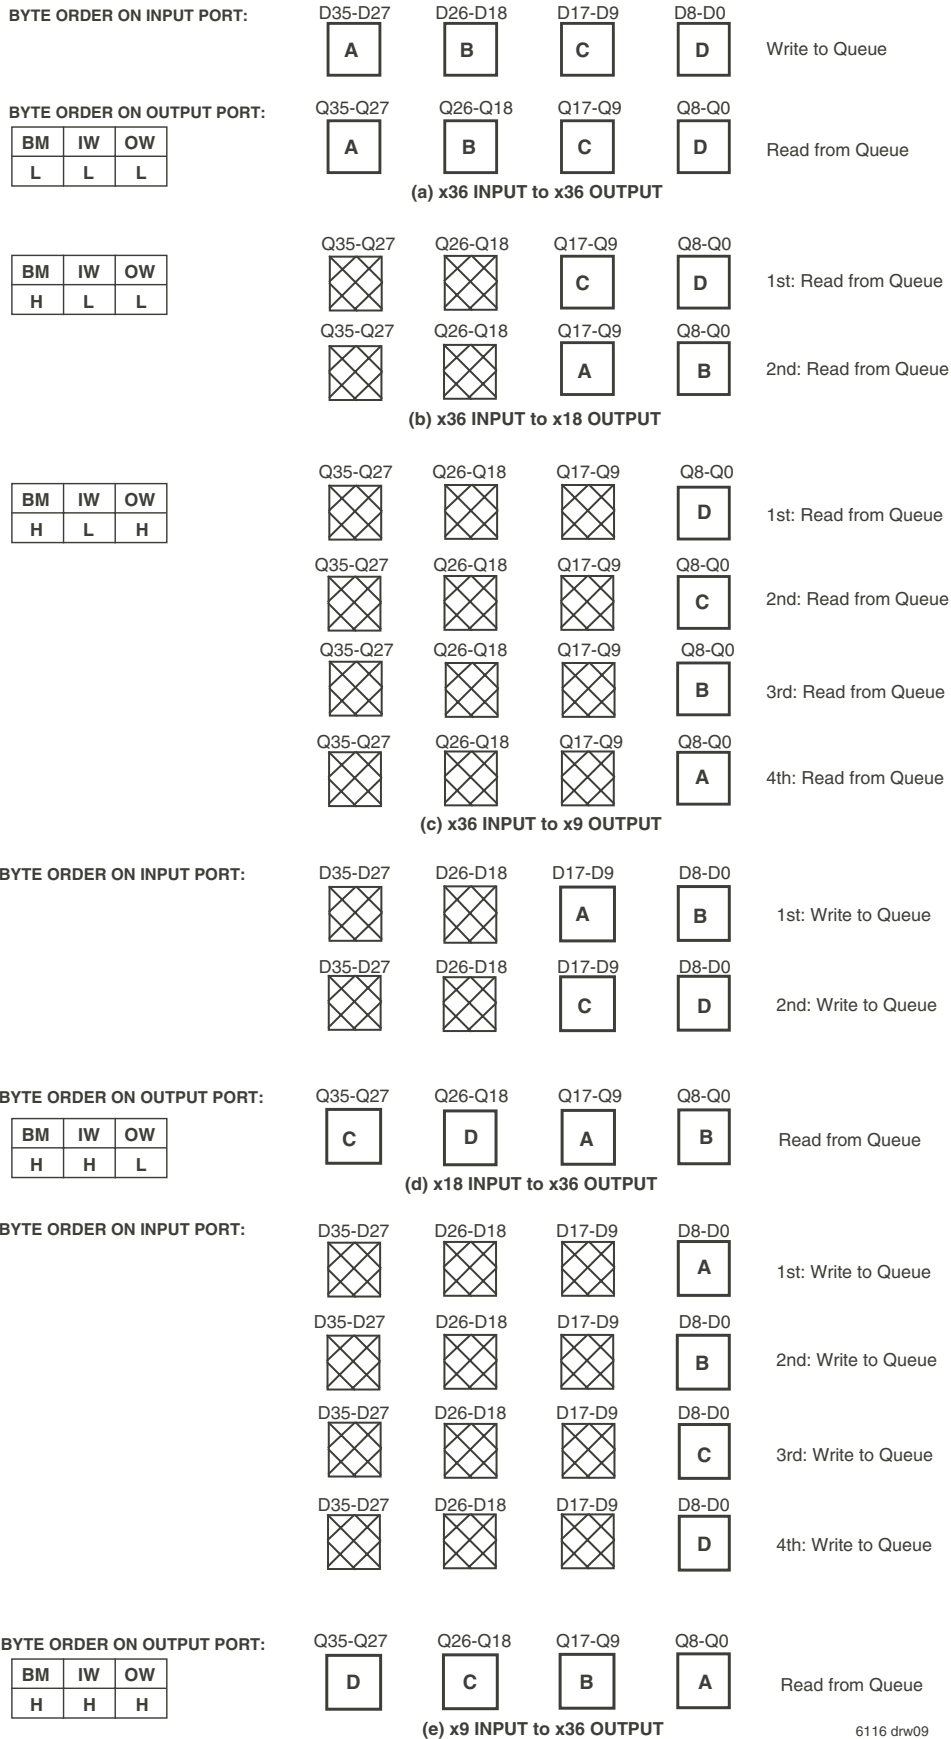 BYTE ORDER ON INPUT PORT:
D35-D27 D26-D18 D17-D9 D8-D0
A B C D Write to Queue
BYTE ORDER ON OUTPUT PORT:
Q35-Q27 Q26-Q18 Q17-Q9 Q8-Q0
BM IW OW
L L L
A B C D Read from Queue
(a) x36 INPUT to x36 OUTPUT
Q35-Q27 Q26-Q18 Q17-Q9 Q8-Q0
BM IW OW
H L L
C D 1st: Read from Queue
Q35-Q27 Q26-Q18 Q17-Q9 Q8-Q0
A B 2nd: Read from Queue
(b) x36 INPUT to x18 OUTPUT
Q35-Q27 Q26-Q18 Q17-Q9 Q8-Q0
BM IW OW
H L H
D 1st: Read from Queue
Q35-Q27 Q26-Q18 Q17-Q9 Q8-Q0
C 2nd: Read from Queue
Q35-Q27 Q26-Q18 Q17-Q9 Q8-Q0
B 3rd: Read from Queue
Q35-Q27 Q26-Q18 Q17-Q9 Q8-Q0
A 4th: Read from Queue
(c) x36 INPUT to x9 OUTPUT
BYTE ORDER ON INPUT PORT:
D35-D27 D26-D18 D17-D9 D8-D0
A B 1st: Write to Queue
D35-D27 D26-D18 D17-D9 D8-D0
C D 2nd: Write to Queue
BYTE ORDER ON OUTPUT PORT:
Q35-Q27 Q26-Q18 Q17-Q9 Q8-Q0
BM IW OW
H H L
C D A B Read from Queue
(d) x18 INPUT to x36 OUTPUT
BYTE ORDER ON INPUT PORT:
D35-D27 D26-D18 D17-D9 D8-D0
A 1st: Write to Queue
D35-D27 D26-D18 D17-D9 D8-D0
B 2nd: Write to Queue
D35-D27 D26-D18 D17-D9 D8-D0
C 3rd: Write to Queue
D35-D27 D26-D18 D17-D9 D8-D0
D 4th: Write to Queue
BYTE ORDER ON OUTPUT PORT:
Q35-Q27 Q26-Q18 Q17-Q9 Q8-Q0
BM IW OW
H H H
D C B A Read from Queue
(e) x9 INPUT to x36 OUTPUT
6116 drw09